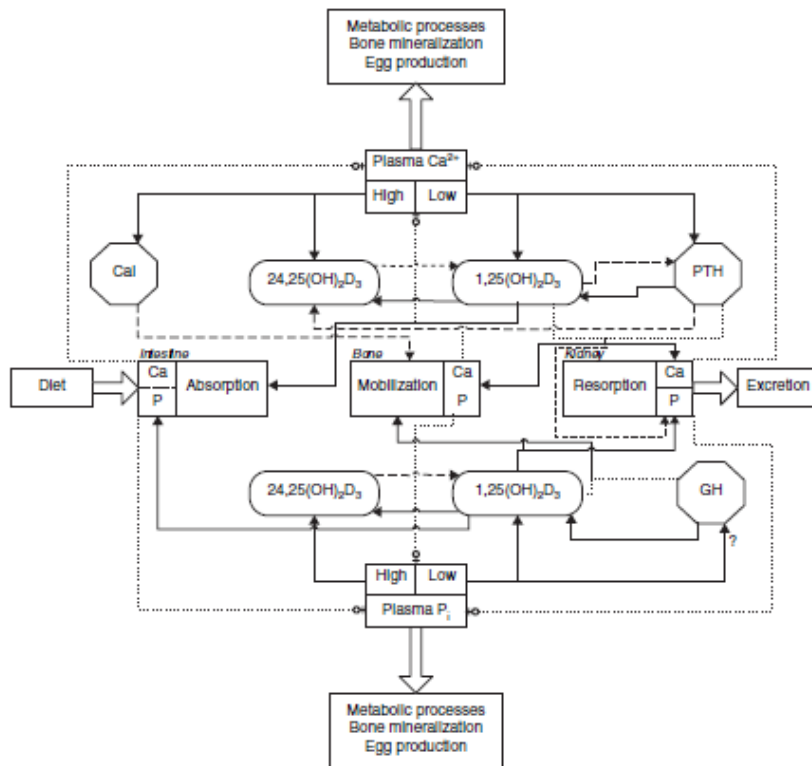 Metabolic processes
Bone mineralization
Egg production
Plasma Ca²⁺
High Low
Cal
24,25(OH)₂D₃
1,25(OH)₂D₃
PTH
Intestine
Bone
Kidney
Diet
Ca
P
Absorption
Mobilization
Ca
P
Resorption
Ca
P
Excretion
24,25(OH)₂D₃
1,25(OH)₂D₃
GH
?
High Low
Plasma Pᵢ
Metabolic processes
Bone mineralization
Egg production